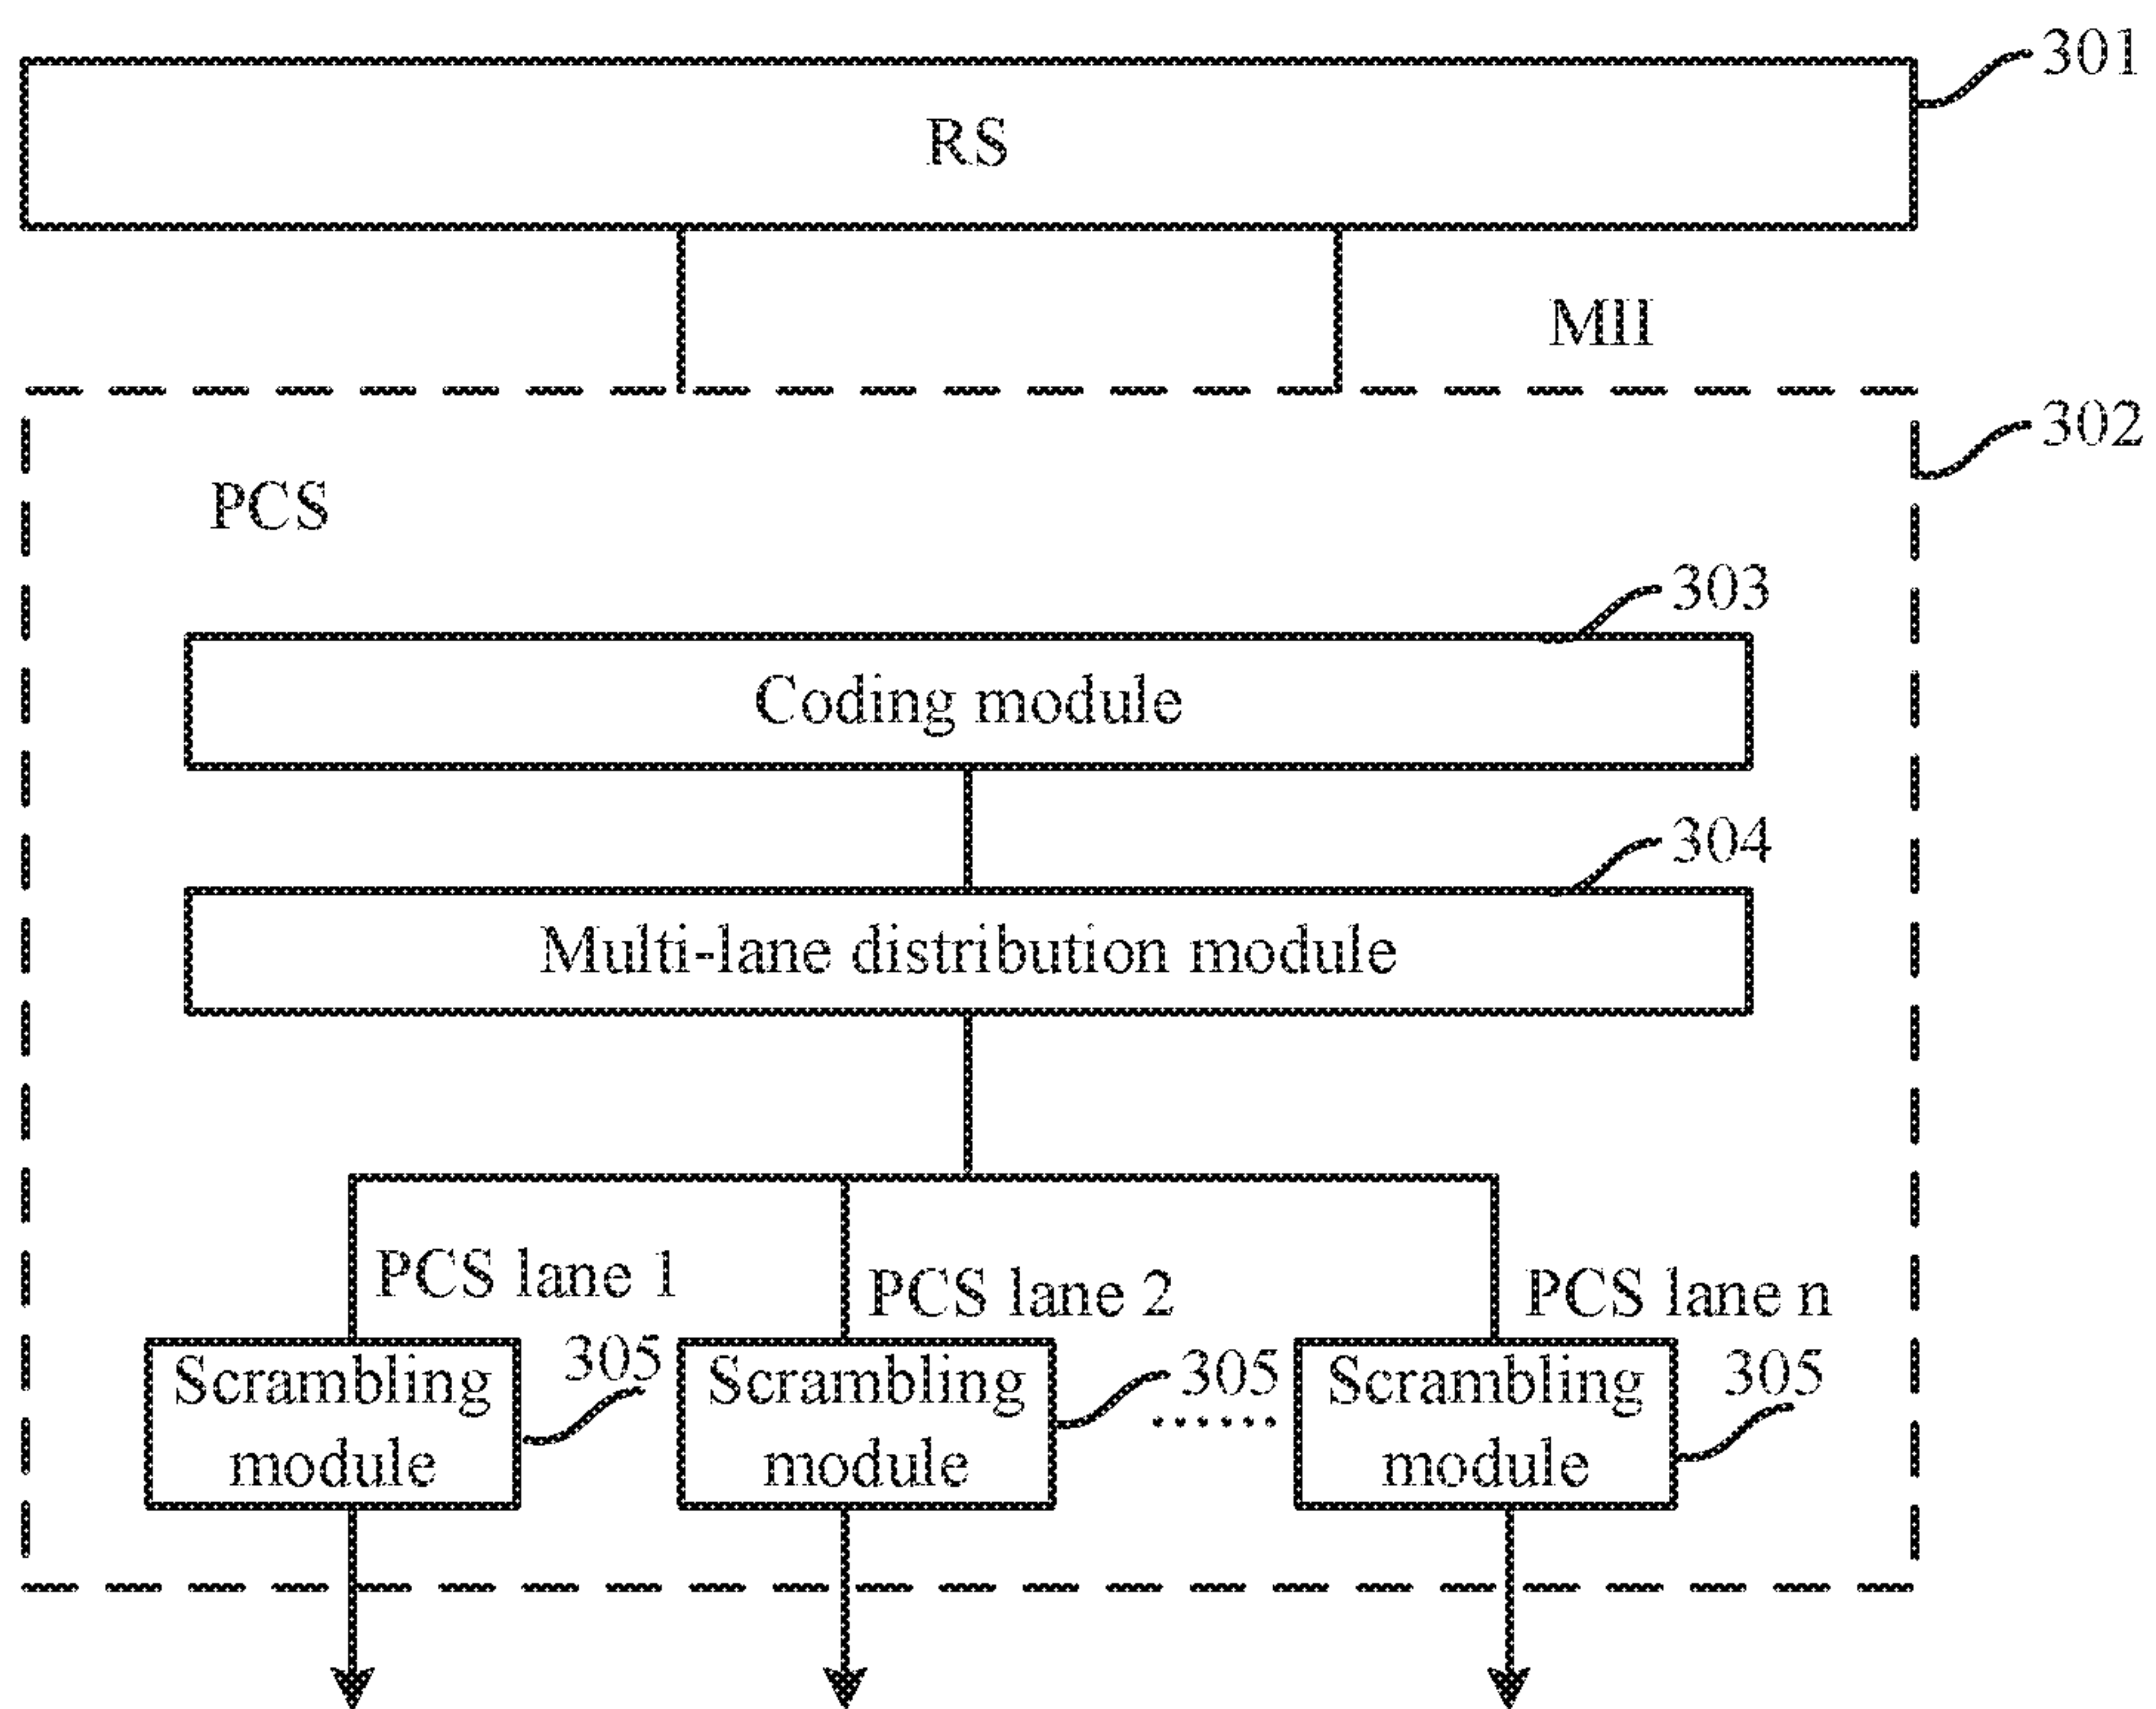 301
RS
MII
302
PCS
303
Coding module
304
Multi-lane distribution module
PCS lane 1
PCS lane 2
PCS lane n
Scrambling
module
305
Scrambling
module
305
......
Scrambling
module
305